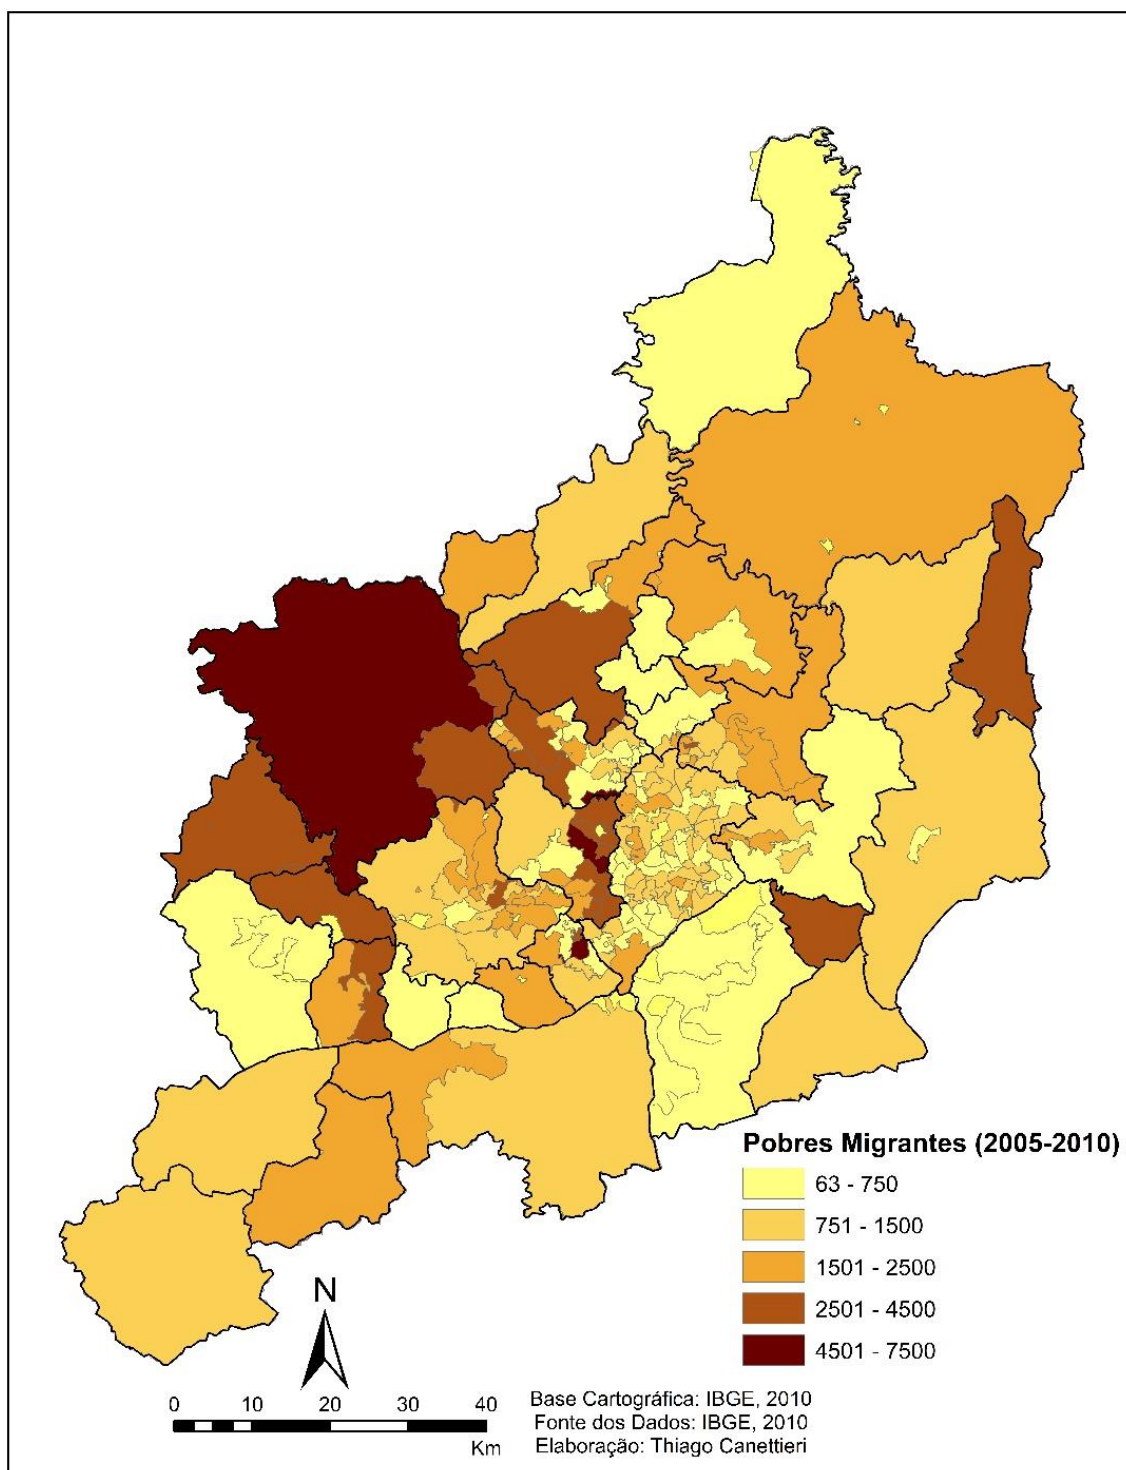 Pobres Migrantes (2005-2010)
63 - 750
751 - 1500
1501 - 2500
2501 - 4500
4501 - 7500
N
0 10 20 30 40
Km
Base Cartográfica: IBGE, 2010
Fonte dos Dados: IBGE, 2010
Elaboração: Thiago Canettieri